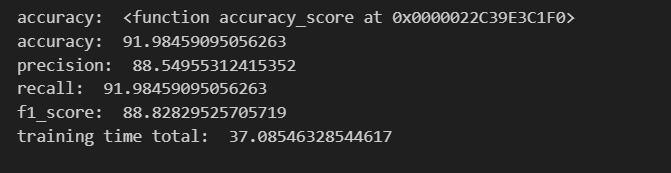 accuracy:  <function accuracy_score at 0x0000022C39E3C1F0>
accuracy:  91.98459095056263
precision:  88.54955312415352
recall:  91.98459095056263
f1_score:  88.82829525705719
training time total:  37.08546328544617